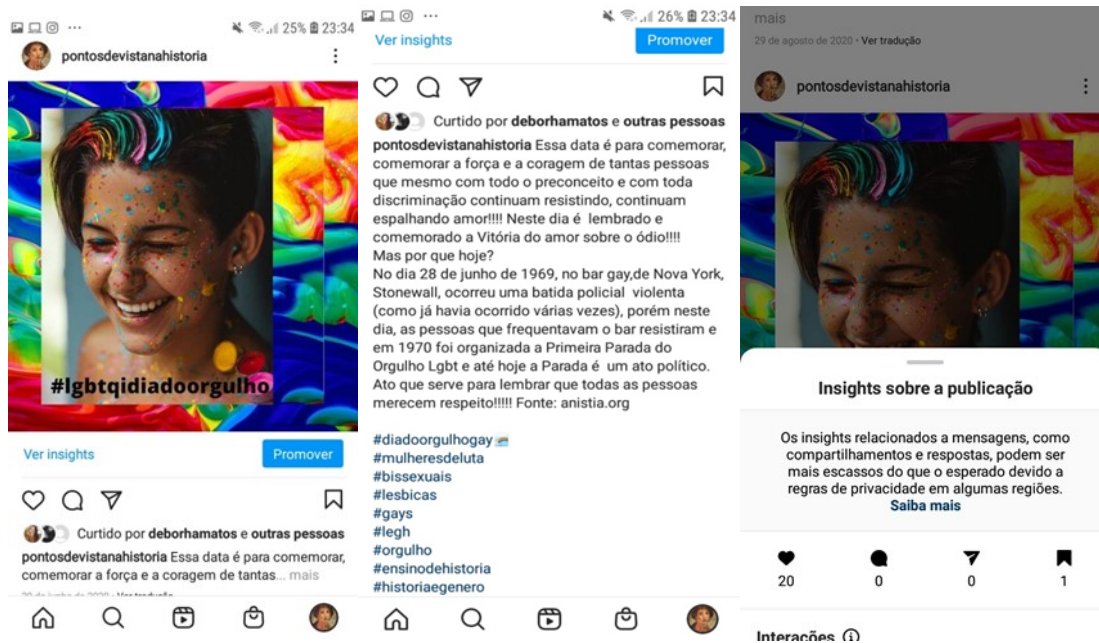 25% 23:34
pontosdevistanahistoria
#lgbtqidiadoorgulho
Ver insights
Promover
Curtido por deborhamatos e outras pessoas
pontosdevistanahistoria Essa data é para comemorar,
comemorar a força e a coragem de tantas... mais
28 de junho de 2020 • Ver tradução
26% 23:34
Ver insights
Promover
Curtido por deborhamatos e outras pessoas
pontosdevistanahistoria Essa data é para comemorar,
comemorar a força e a coragem de tantas pessoas
que mesmo com todo o preconceito e com toda
discriminação continuam resistindo, continuam
espalhando amor!!!! Neste dia é lembrado e
comemorado a Vitória do amor sobre o ódio!!!!
Mas por que hoje?
No dia 28 de junho de 1969, no bar gay,de Nova York,
Stonewall, ocorreu uma batida policial violenta
(como já havia ocorrido várias vezes), porém neste
dia, as pessoas que frequentavam o bar resistiram e
em 1970 foi organizada a Primeira Parada do
Orgulho Lgbt e até hoje a Parada é um ato político.
Ato que serve para lembrar que todas as pessoas
merecem respeito!!!!! Fonte: anistia.org
#diadoorgulhogay
#mulheresdeluta
#bissexuais
#lesbicas
#gays
#legh
#orgulho
#ensinodehistoria
#historiaegenero
mais
29 de agosto de 2020 • Ver tradução
pontosdevistanahistoria
Insights sobre a publicação
Os insights relacionados a mensagens, como
compartilhamentos e respostas, podem ser
mais escassos do que o esperado devido a
regras de privacidade em algumas regiões.
Saiba mais
20 0 0 1
Interações